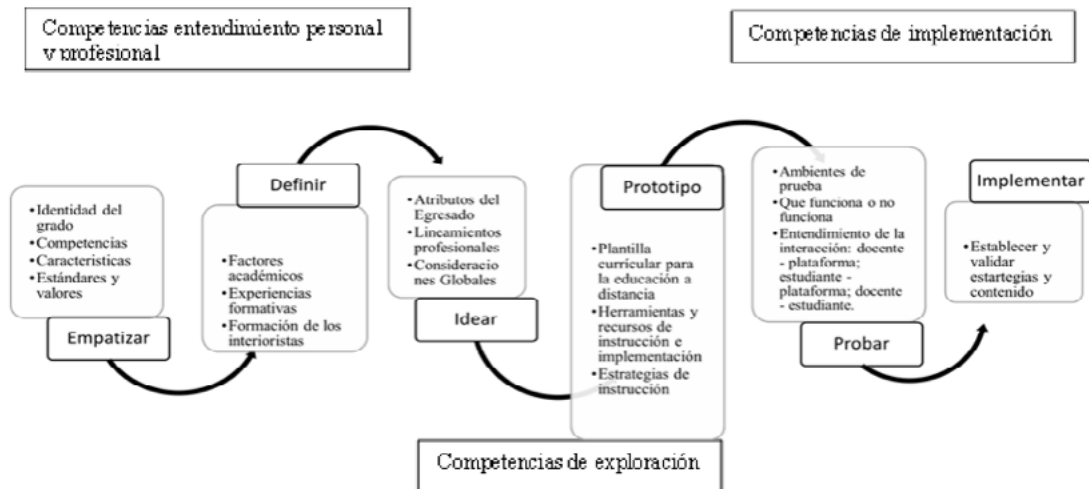 Competencias entendimiento personal
y profesional
Competencias de implementación
• Identidad del
grado
• Competencias
• Características
• Estándares y
valores
Empatizar
Definir
• Factores
académicos
• Experiencias
formativas
• Formación de los
interioristas
• Atributos del
Egresado
• Lineamientos
profesionales
• Consideracio
nes Globales
Idear
Prototipo
• Plantilla
curricular para
la educación a
distancia
• Herramientas y
recursos de
instrucción e
implementación
• Estrategias de
instrucción
• Ambientes de
prueba
• Que funciona o no
funciona
• Entendimiento de la
interacción: docente
- plataforma;
estudiante -
plataforma; docente
- estudiante.
Probar
Implementar
• Establecer y
validar
estartegias y
contenido
Competencias de exploración